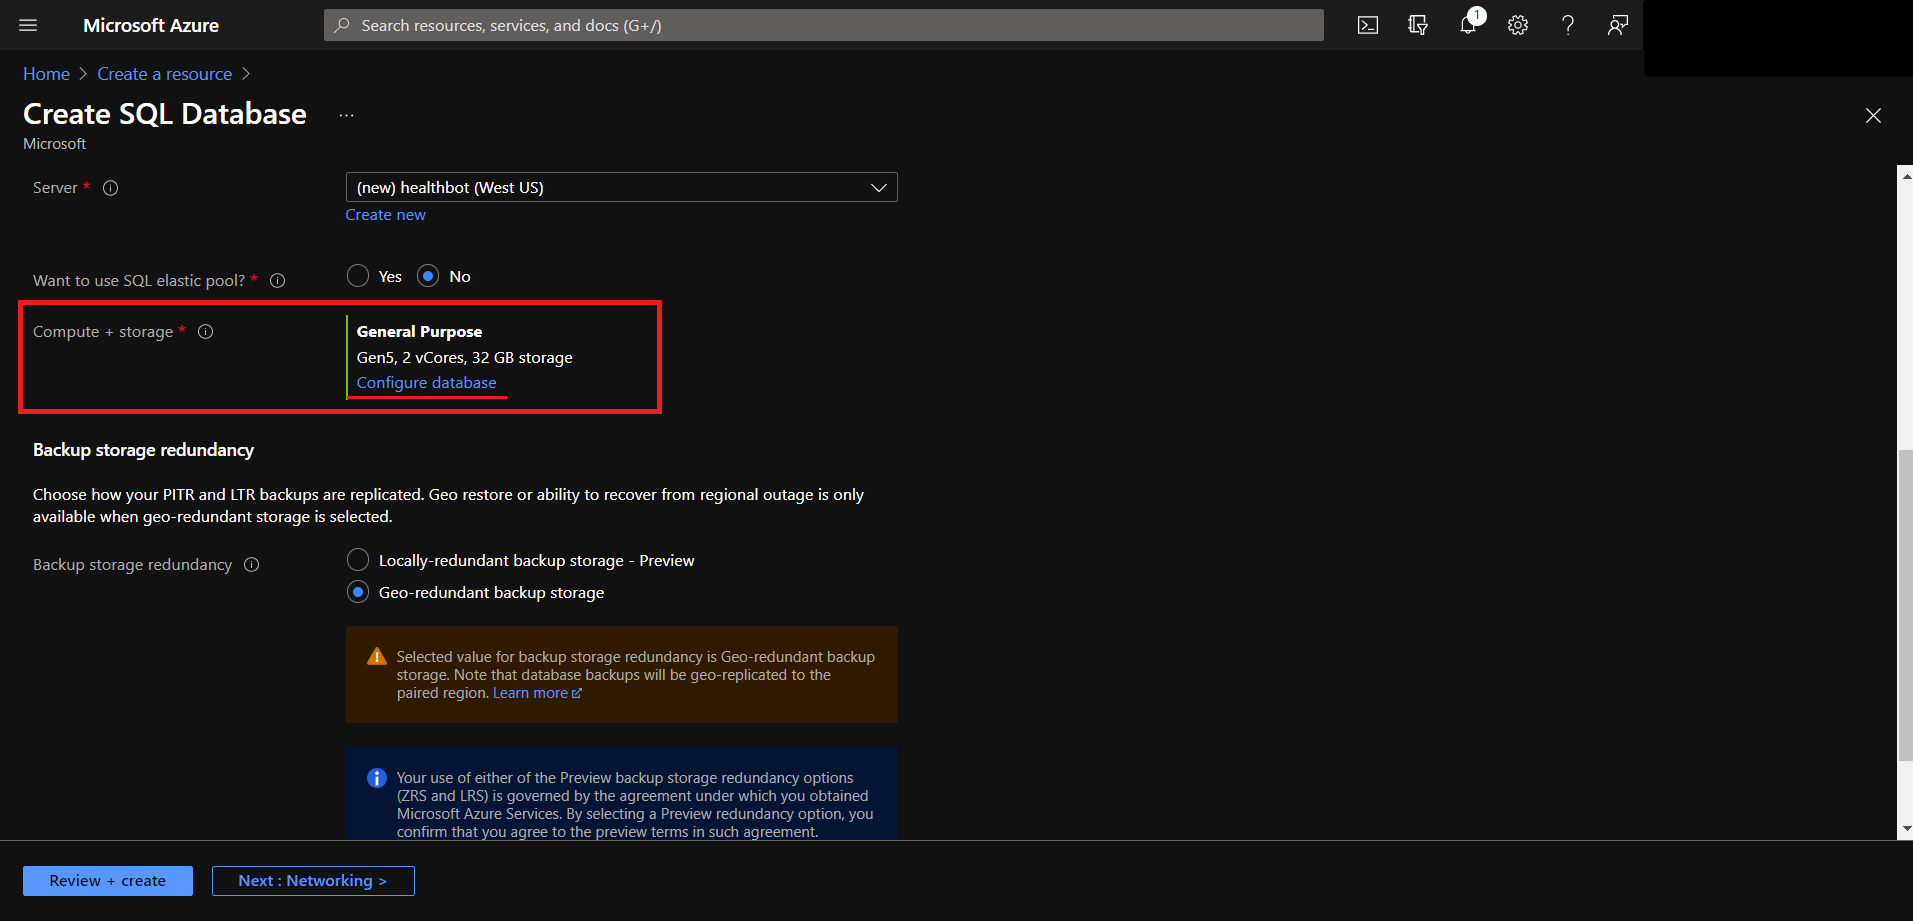 Microsoft Azure
Search resources, services, and docs (G+/)
1
Home > Create a resource >
Create SQL Database ...
Microsoft
Server *
(new) healthbot (West US)
Create new
Want to use SQL elastic pool? *
Yes No
Compute + storage *
General Purpose
Gen5, 2 vCores, 32 GB storage
Configure database
Backup storage redundancy
Choose how your PITR and LTR backups are replicated. Geo restore or ability to recover from regional outage is only
available when geo-redundant storage is selected.
Backup storage redundancy
Locally-redundant backup storage - Preview
Geo-redundant backup storage
Selected value for backup storage redundancy is Geo-redundant backup
storage. Note that database backups will be geo-replicated to the
paired region. Learn more
Your use of either of the Preview backup storage redundancy options
(ZRS and LRS) is governed by the agreement under which you obtained
Microsoft Azure Services. By selecting a Preview redundancy option, you
confirm that you agree to the preview terms in such agreement.
Review + create
Next : Networking >